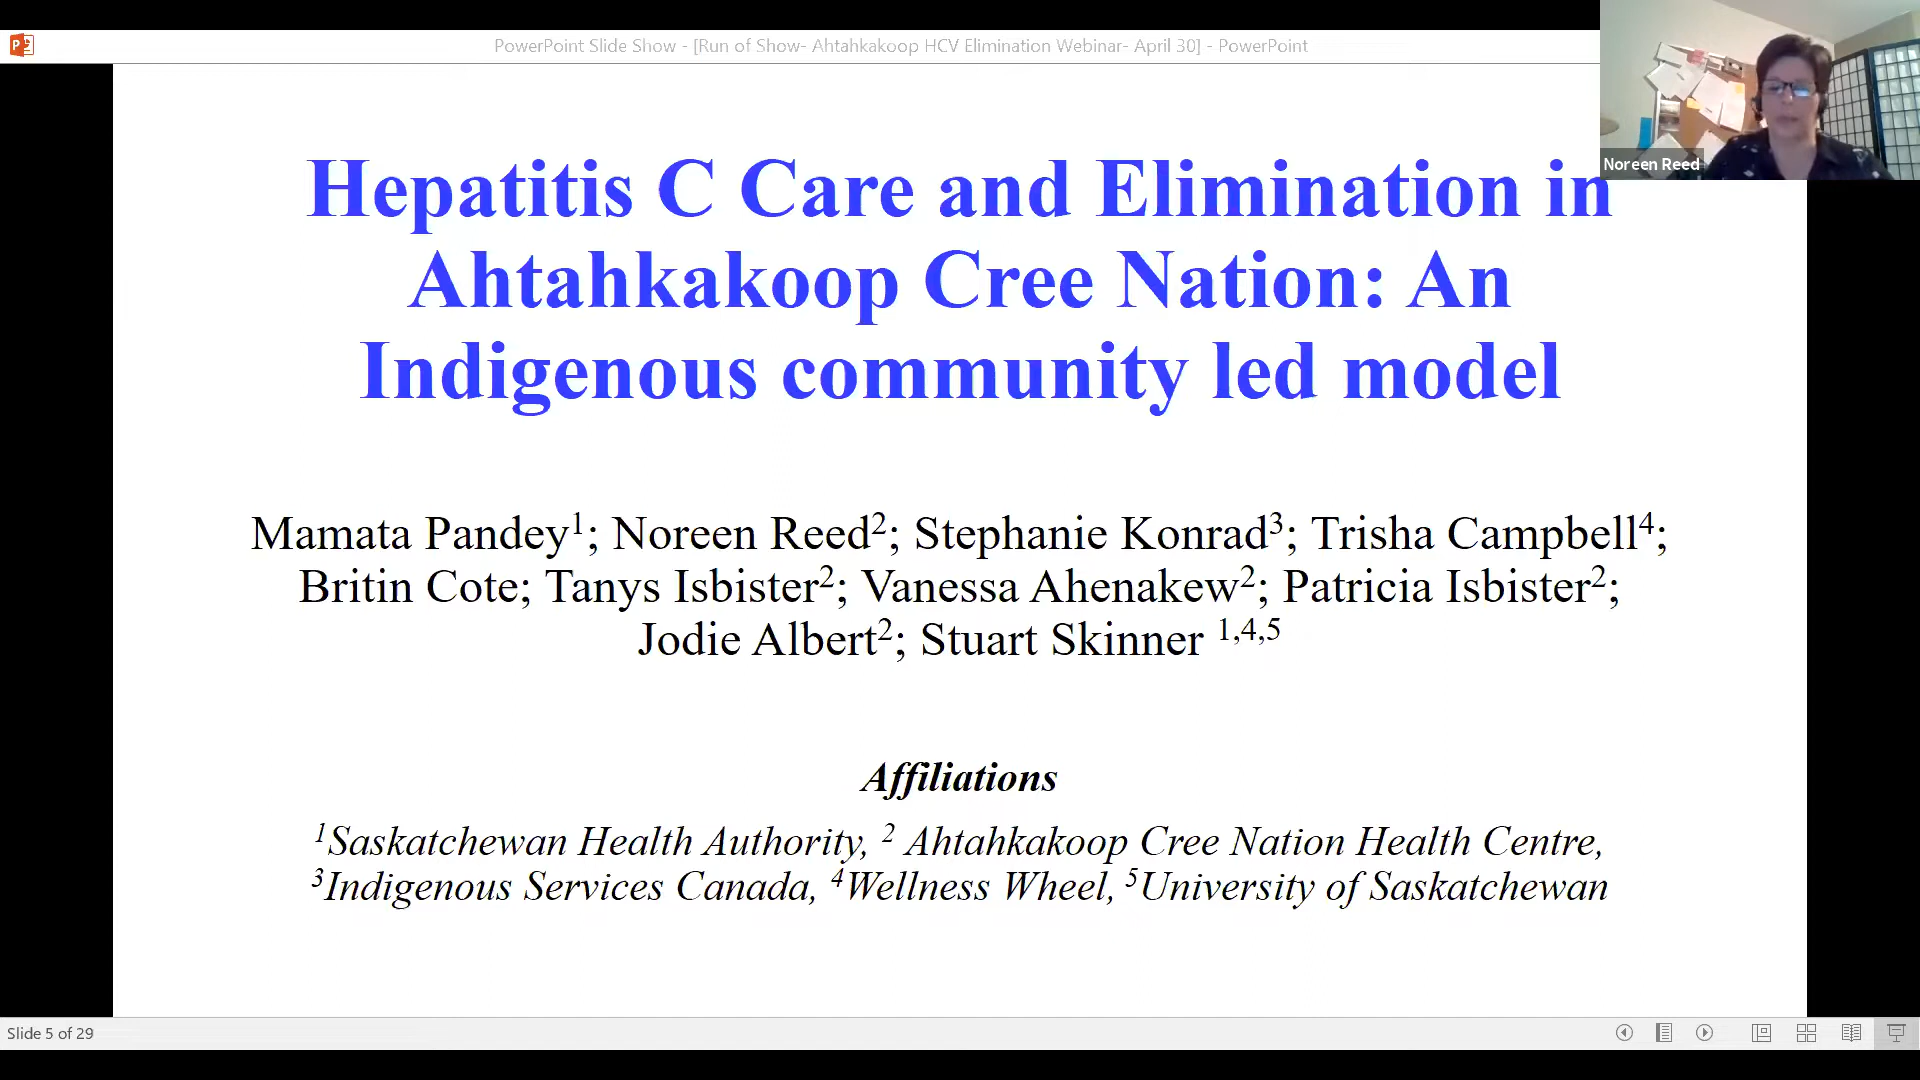 PowerPoint Slide Show - [Run of Show- Ahtahkakoop HCV Elimination Webinar- April 30] - PowerPoint
Noreen Reed
Hepatitis C Care and Elimination in
Ahtahkakoop Cree Nation: An
Indigenous community led model
Mamata Pandey1; Noreen Reed2; Stephanie Konrad3; Trisha Campbell4;
Britin Cote; Tanys Isbister2; Vanessa Ahenakew2; Patricia Isbister2;
Jodie Albert2; Stuart Skinner 1,4,5
Affiliations
1Saskatchewan Health Authority, 2 Ahtahkakoop Cree Nation Health Centre,
3Indigenous Services Canada, 4Wellness Wheel, 5University of Saskatchewan
Slide 5 of 29